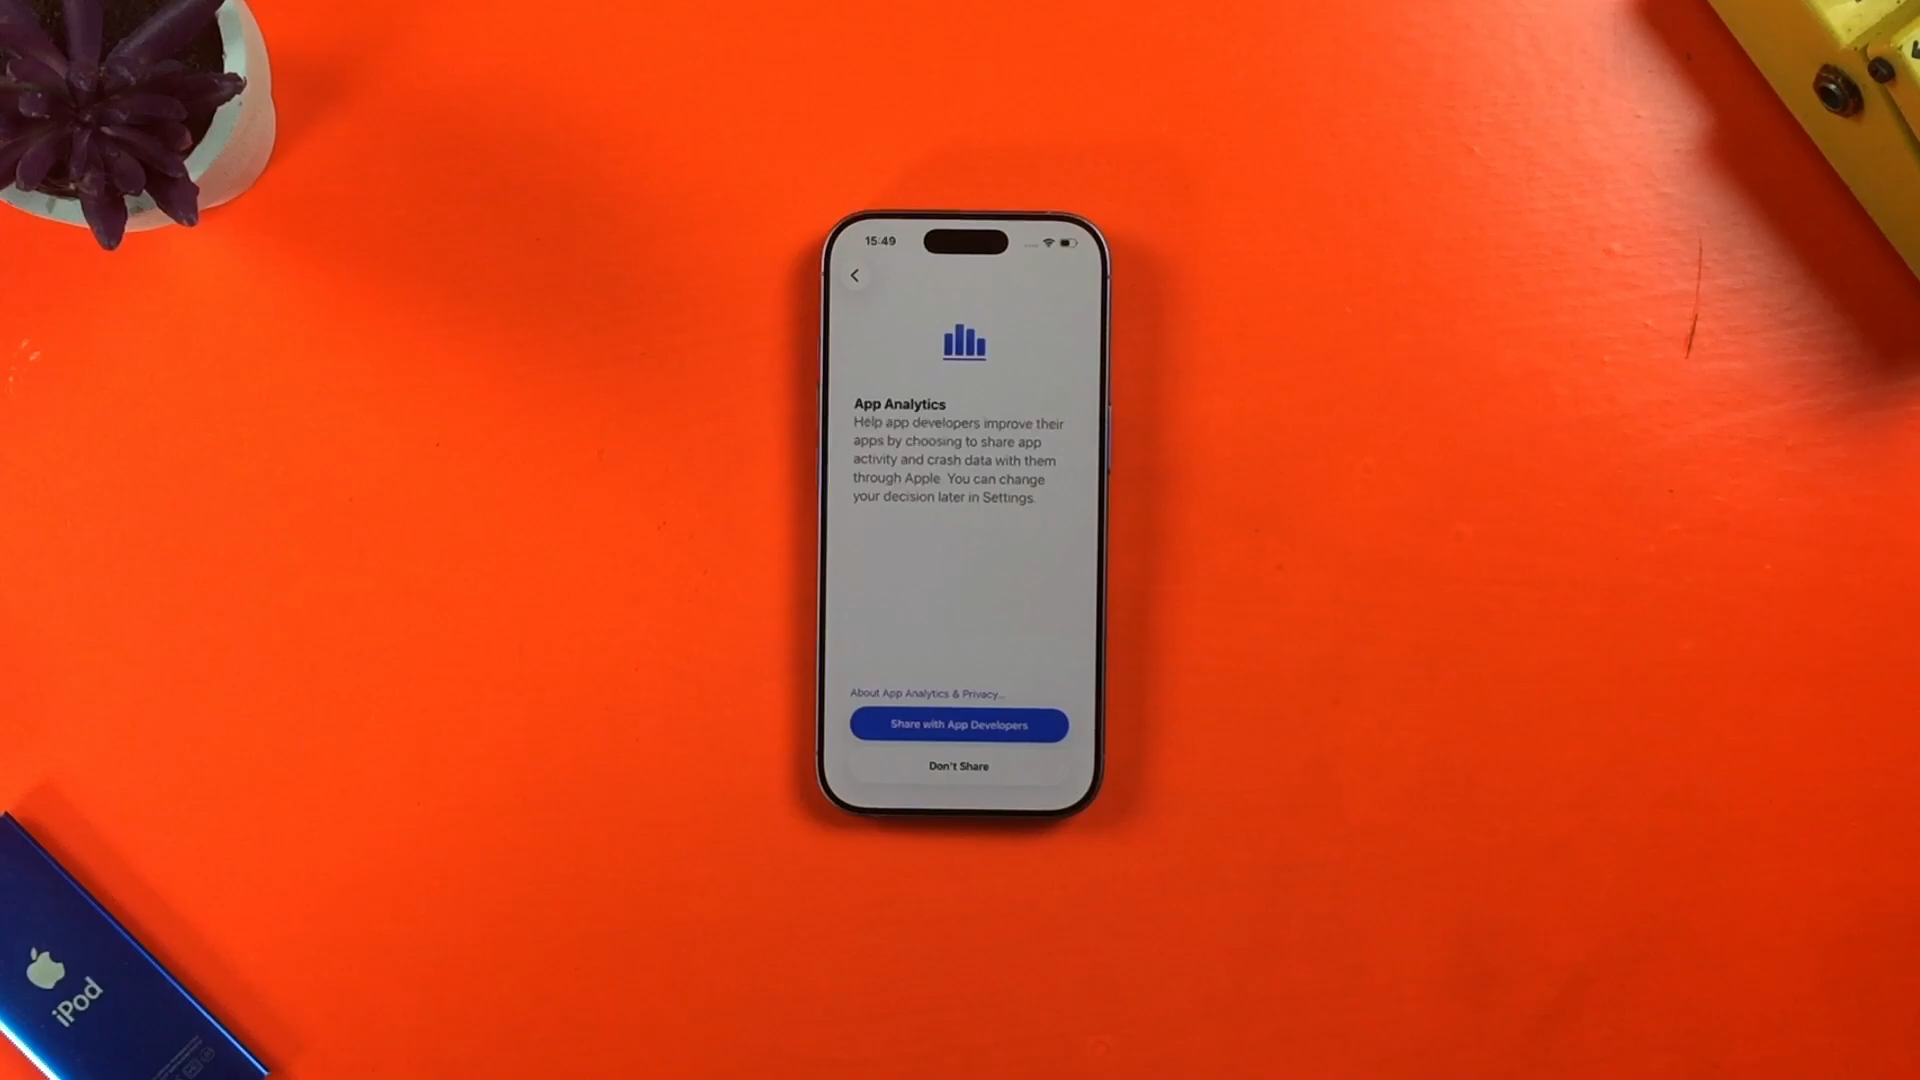 15:49
App Analytics
Help app developers improve their
apps by choosing to share app
activity and crash data with them
through Apple. You can change
your decision later in Settings.
About App Analytics & Privacy...
Share with App Developers
Don't Share
iPod